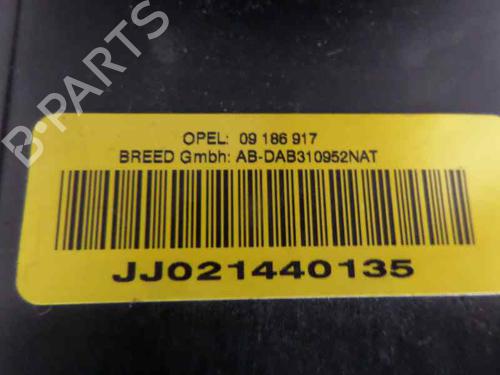 OPEL: 09 186 917
BREED Gmbh: AB-DAB310952NAT
JJ021440135
B-PARTS